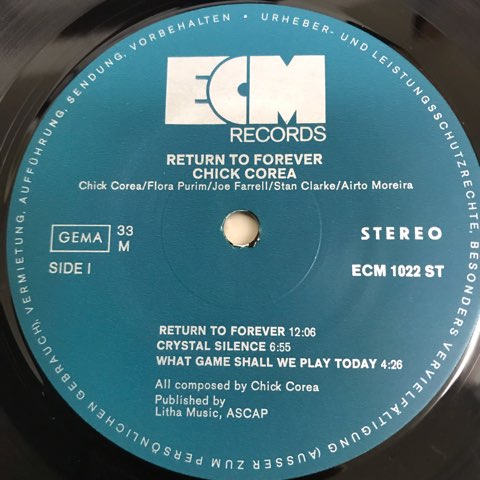 URHEBER- UND LEISTUNGSSCHUTZRECHTE, BESONDERS VERVIELFÄLTIGUNG (AUSSER ZUM PERSÖNLICHEN GEBRAUCH), VERMIETUNG, AUFFÜHRUNG, SENDUNG, VORBEHALTEN •
ECM
RECORDS
RETURN TO FOREVER
CHICK COREA
Chick Corea/Flora Purim/Joe Farrell/Stan Clarke/Airto Moreira
GEMA 33 STEREO
M
SIDE I ECM 1022 ST
RETURN TO FOREVER 12:06
CRYSTAL SILENCE 6:55
WHAT GAME SHALL WE PLAY TODAY 4:26
All composed by Chick Corea
Published by
Litha Music, ASCAP